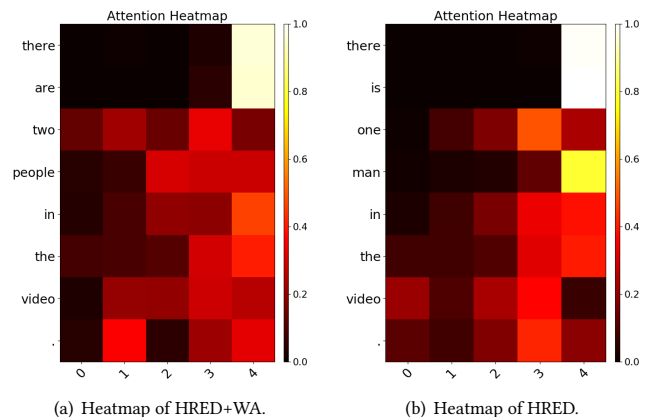 Attention Heatmap
there
are
two
people
in
the
video
.
0 1 2 3 4
1.0
0.8
0.6
0.4
0.2
0.0
(a) Heatmap of HRED+WA.
Attention Heatmap
there
is
one
man
in
the
video
.
0 1 2 3 4
1.0
0.8
0.6
0.4
0.2
0.0
(b) Heatmap of HRED.